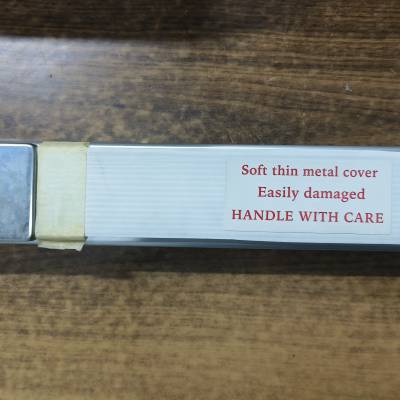 Soft thin metal cover
Easily damaged
HANDLE WITH CARE